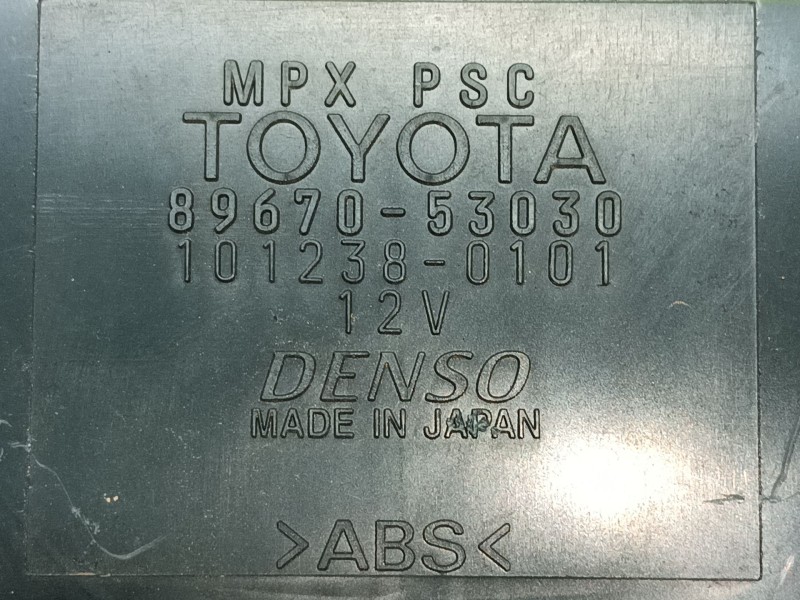 MPX PSC
TOYOTA
89670-53030
101238-0101
12V
DENSO
MADE IN JAPAN
>ABS<